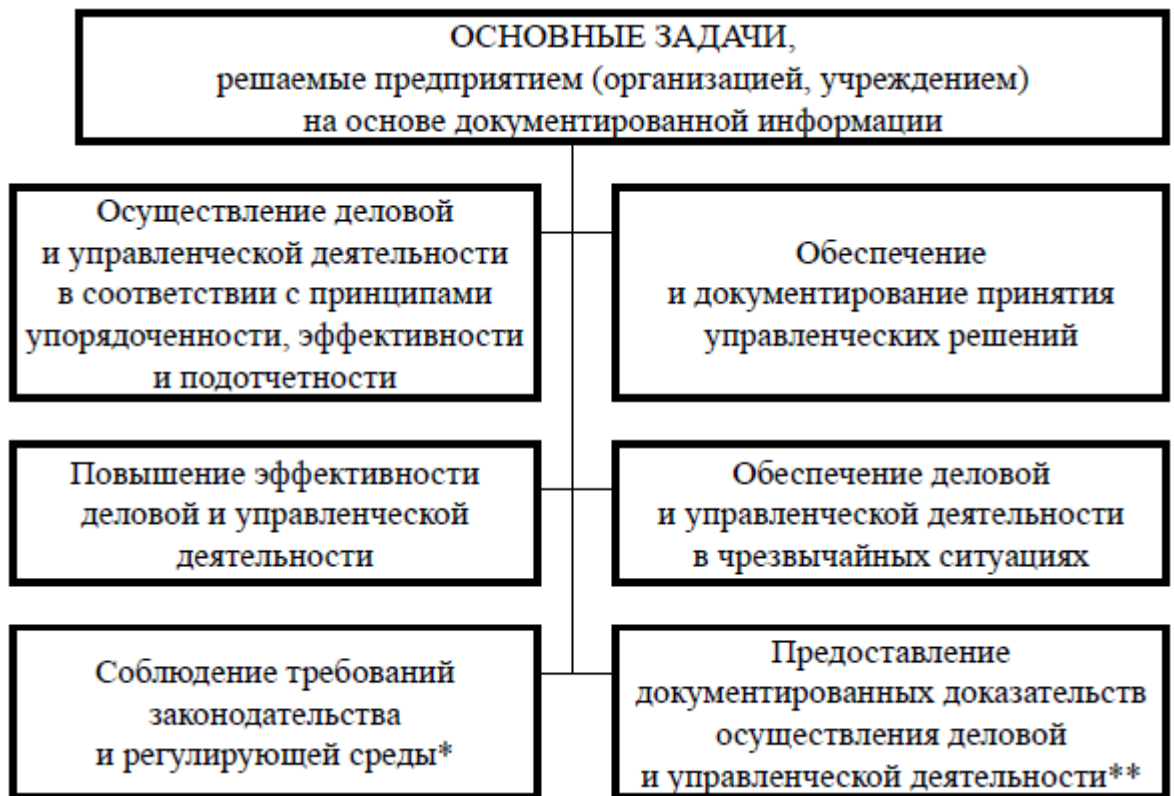 ОСНОВНЫЕ ЗАДАЧИ,
решаемые предприятием (организацией, учреждением)
на основе документированной информации
Осуществление деловой
и управленческой деятельности
в соответствии с принципами
упорядоченности, эффективности
и подотчетности
Обеспечение
и документирование принятия
управленческих решений
Повышение эффективности
деловой и управленческой
деятельности
Обеспечение деловой
и управленческой деятельности
в чрезвычайных ситуациях
Соблюдение требований
законодательства
и регулирующей среды*
Предоставление
документированных доказательств
осуществления деловой
и управленческой деятельности**